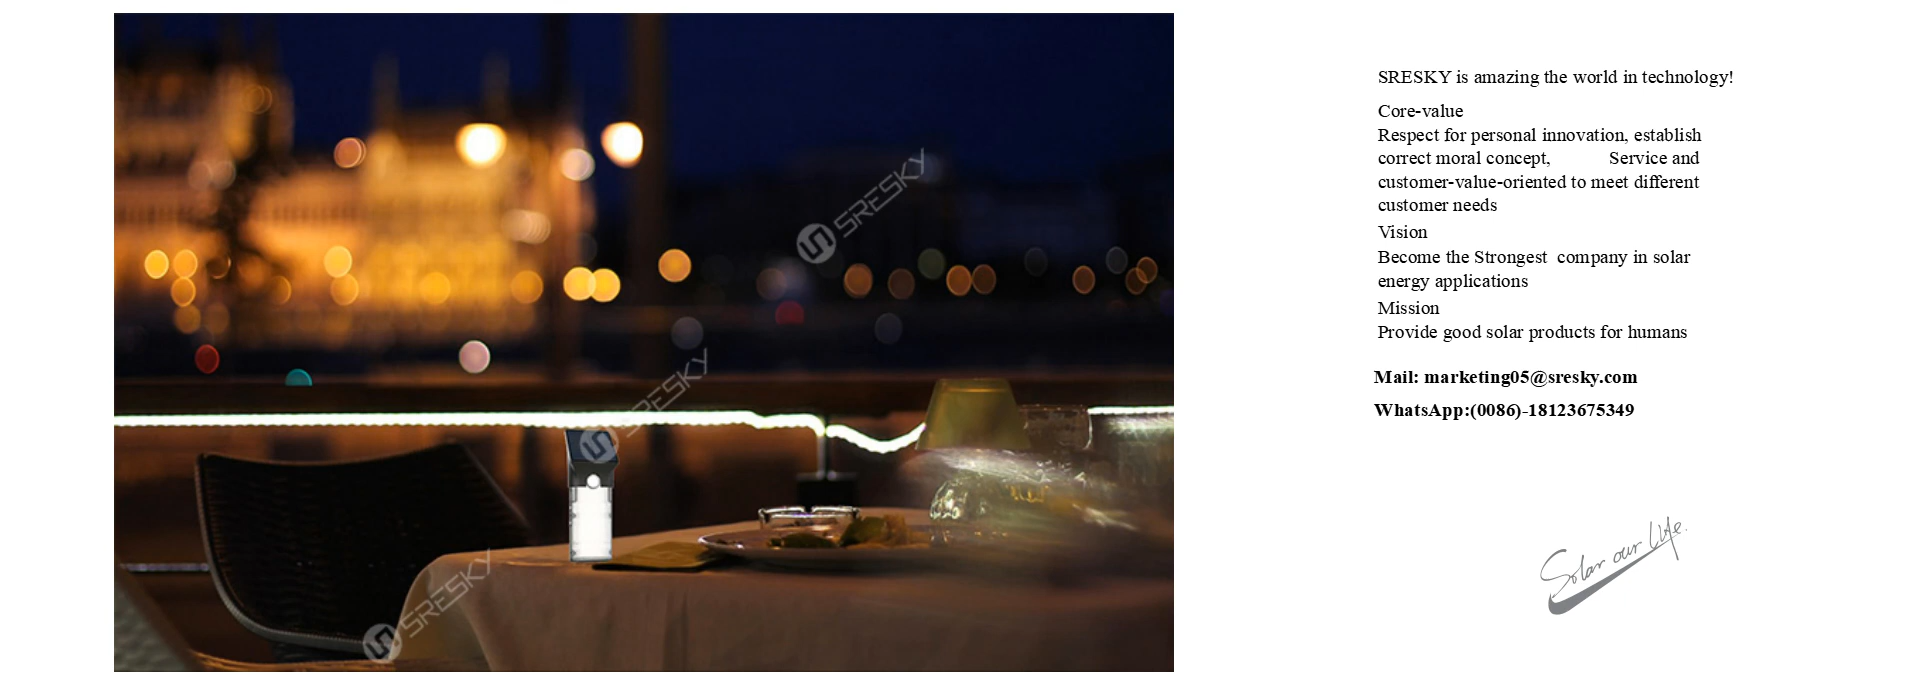 SRESKY
SRESKY
SRESKY
SRESKY is amazing the world in technology!
Core-value
Respect for personal innovation, establish
correct moral concept, Service and
customer-value-oriented to meet different
customer needs
Vision
Become the Strongest company in solar
energy applications
Mission
Provide good solar products for humans
Mail: marketing05@sresky.com
WhatsApp:(0086)-18123675349
Solar our life.